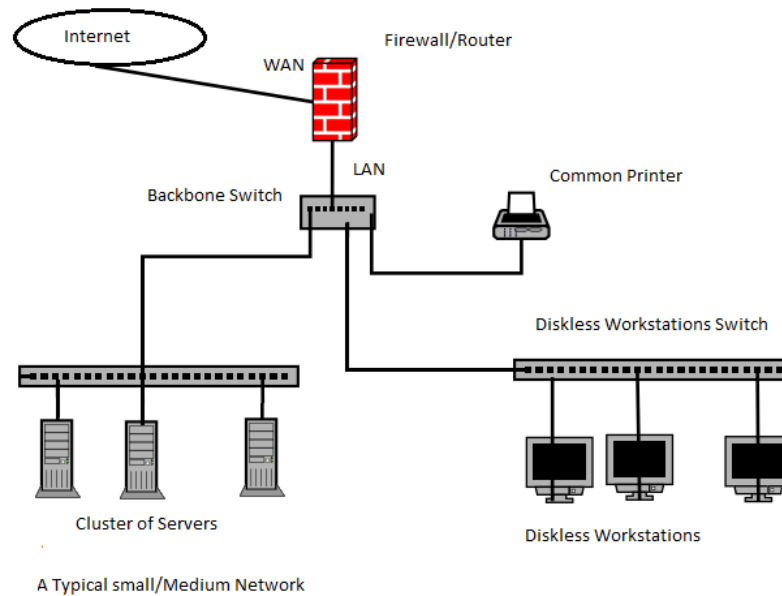 Internet
Firewall/Router
WAN
LAN
Common Printer
Backbone Switch
Diskless Workstations Switch
Cluster of Servers
Diskless Workstations
A Typical small/Medium Network